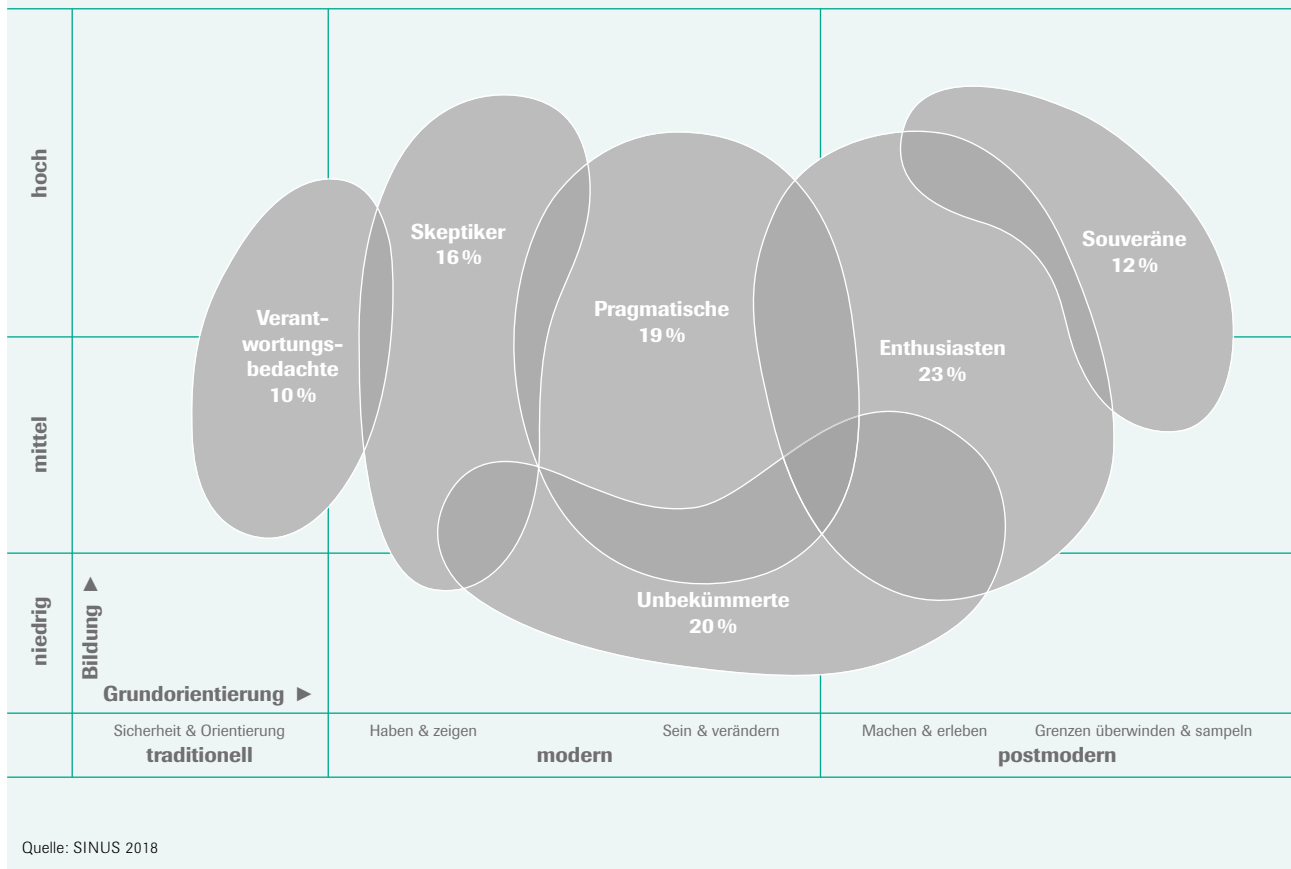 hoch
mittel
niedrig
Bildung ▲
Grundorientierung ►
Verant-
wortungs-
bedachte
10 %
Skeptiker
16 %
Pragmatische
19 %
Enthusiasten
23 %
Souveräne
12 %
Unbekümmerte
20 %
Sicherheit & Orientierung
traditionell
Haben & zeigen
Sein & verändern
modern
Machen & erleben
Grenzen überwinden & sampeln
postmodern
Quelle: SINUS 2018